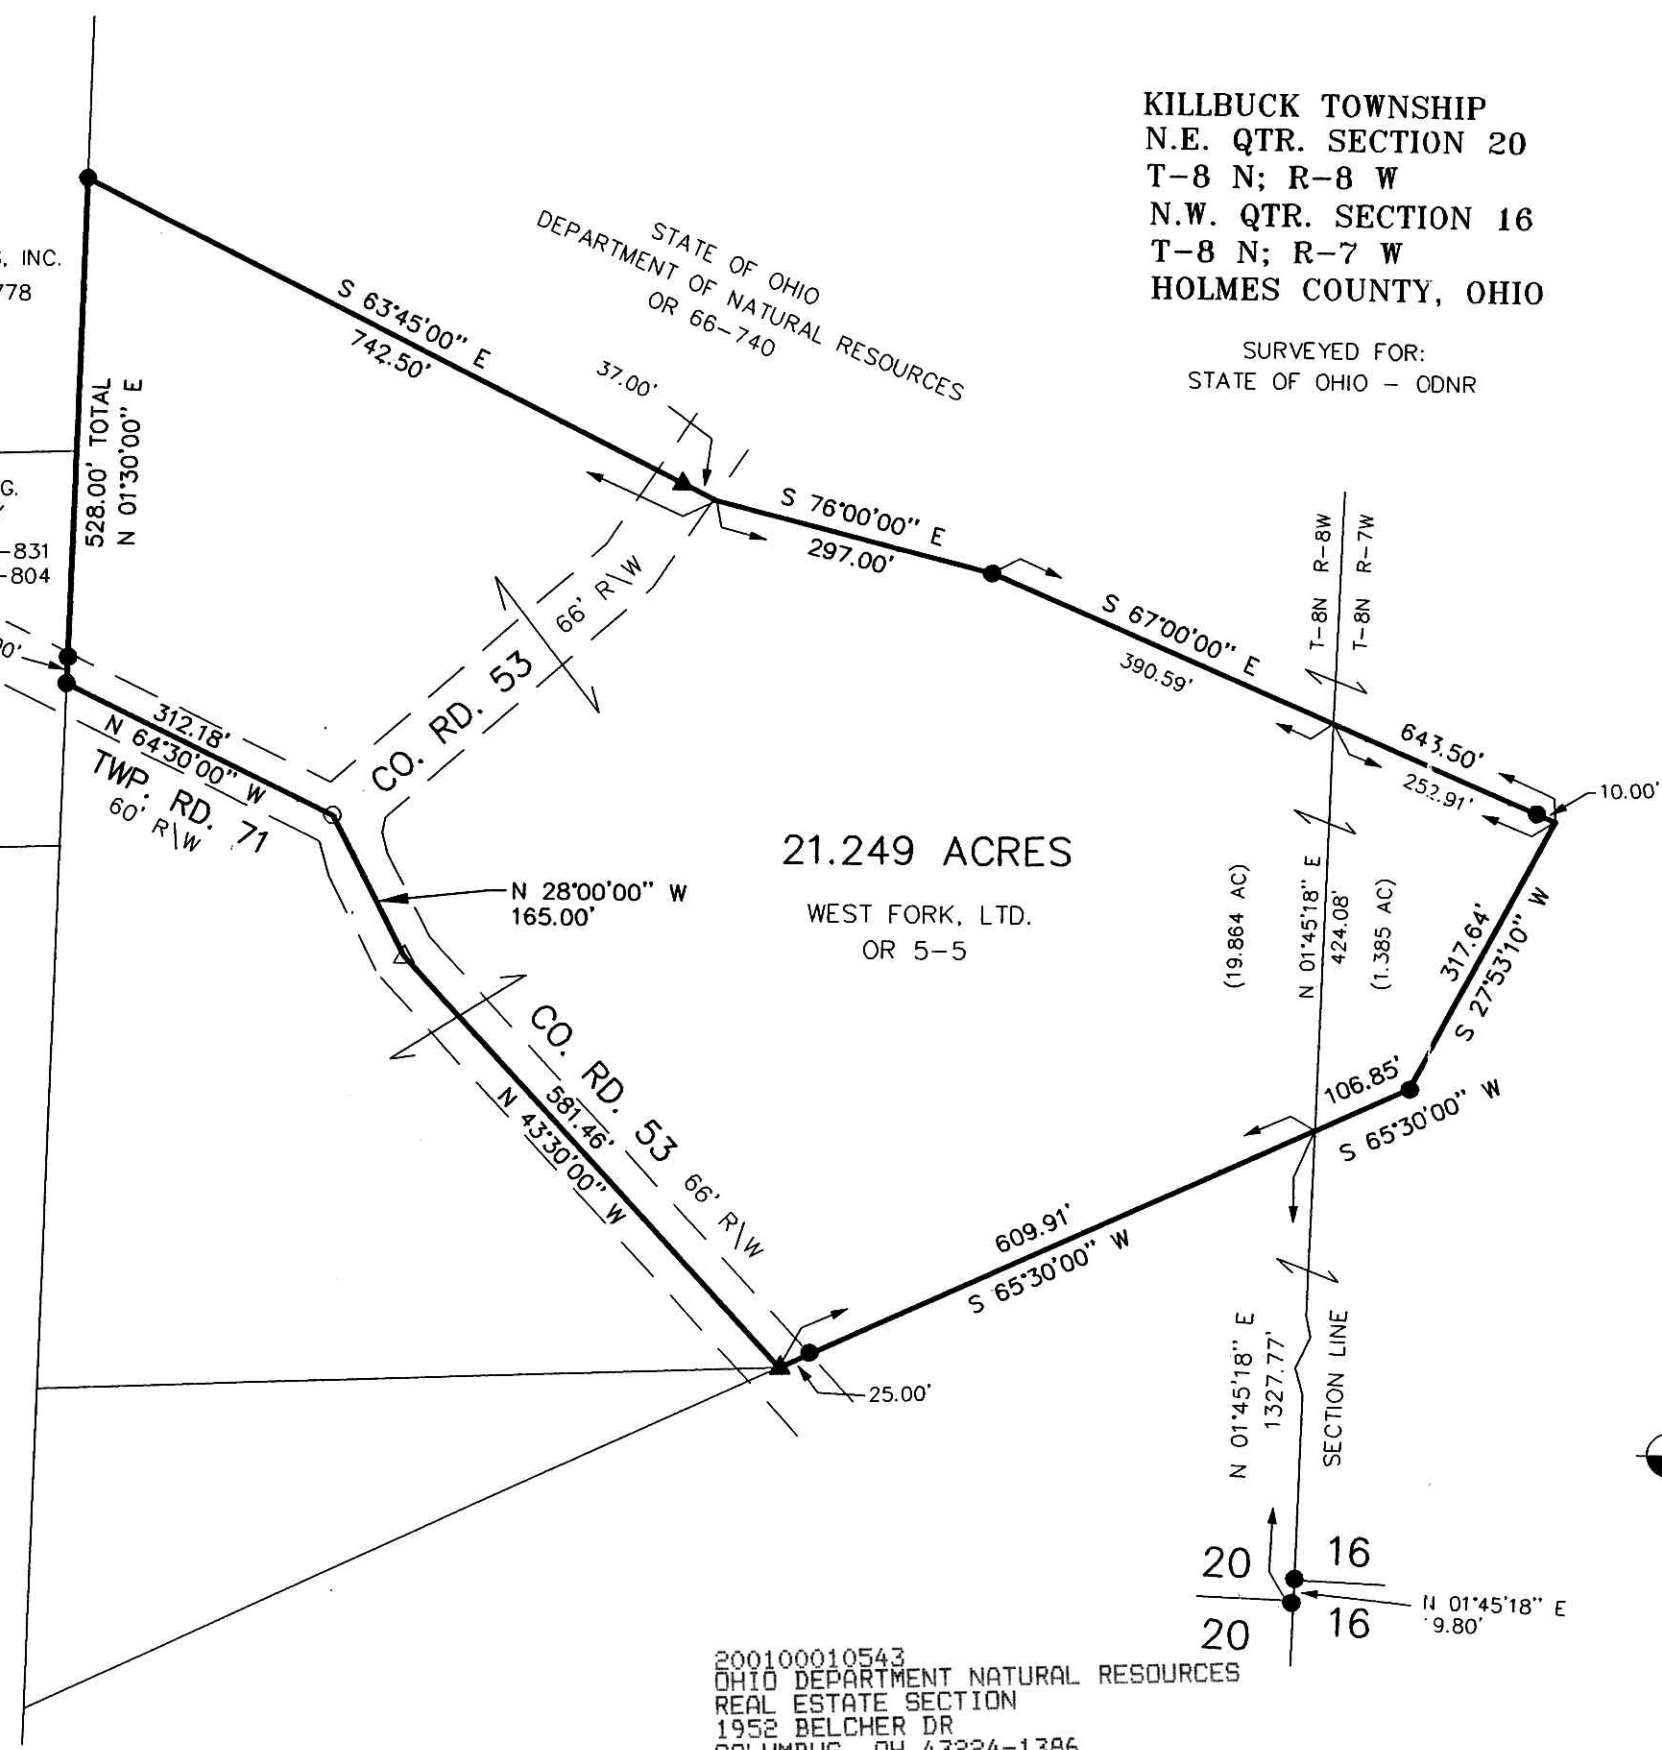 KILLBUCK TOWNSHIP
N.E. QTR. SECTION 20
T-8 N; R-8 W
N.W. QTR. SECTION 16
T-8 N; R-7 W
HOLMES COUNTY, OHIO
SURVEYED FOR:
STATE OF OHIO - ODNR
INC.
STATE OF OHIO
DEPARTMENT OF NATURAL RESOURCES
OR 66-740
S 63°45'00" E
742.50'
37.00'
528.00' TOTAL
N 01°30'00" E
-831
-804
S 76°00'00" E
297.00'
66' R\W
CO. RD. 53
S 67°00'00" E
390.59'
T-8N R-8W
T-8N R-7W
643.50'
252.91'
10.00'
312.18'
N 64°30'00" W
TWP. RD. 71
60' R\W
N 28°00'00" W
165.00'
21.249 ACRES
WEST FORK, LTD.
OR 5-5
(19.864 AC)
N 01°45'18" E
424.08'
(1.385 AC)
317.64'
S 27°53'10" W
106.85'
S 65°30'00" W
CO. RD. 53
66' R\W
581.46'
N 43°30'00" W
609.91'
S 65°30'00" W
25.00'
N 01°45'18" E
1327.77'
SECTION LINE
20 16
20 16
N 01°45'18" E
9.80'
200100010543
OHIO DEPARTMENT NATURAL RESOURCES
REAL ESTATE SECTION
1952 BELCHER DR
COLUMBUS, OH 43224-1386